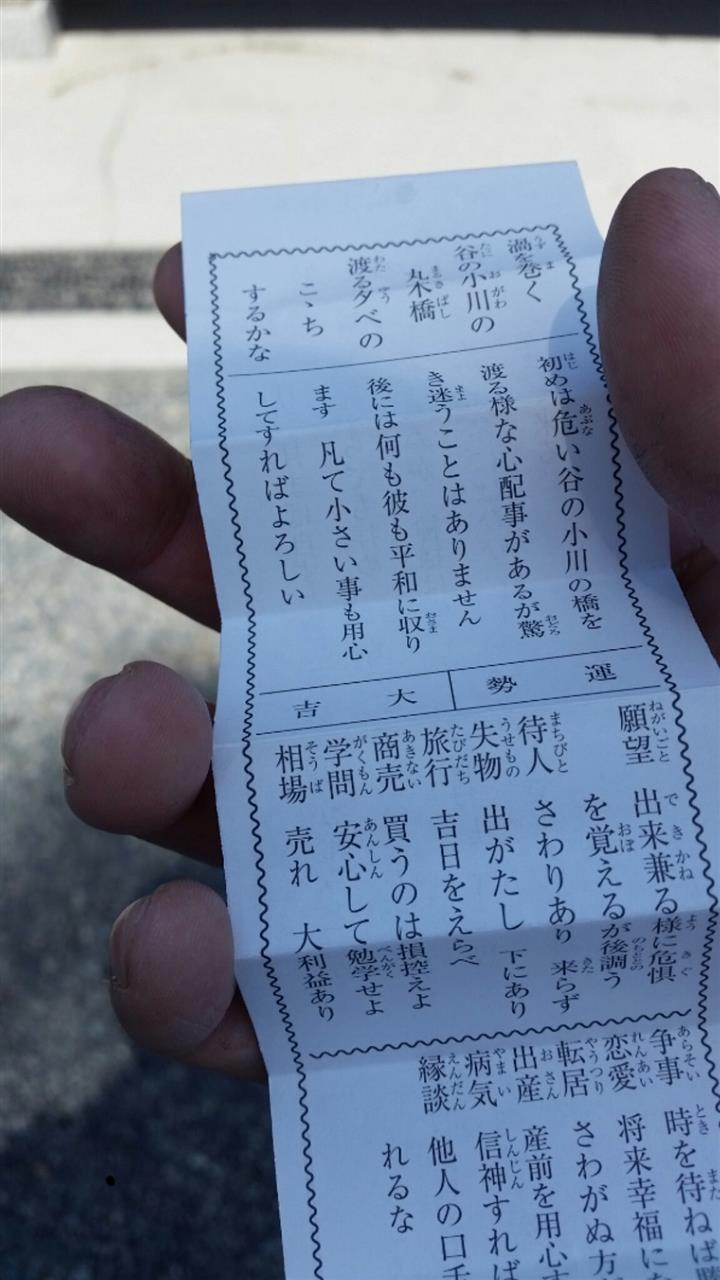 渦を巻く
谷の小川の
丸木橋
渡る夕べの
こゝち
するかな
初めは危い谷の小川の橋を
渡る様な心配事があるが驚
き迷うことはありません
後には何も彼も平和に収り
ます 凡て小さい事も用心
してすればよろしい
運勢 大吉
願望 出来兼る様に危惧
を覚えるが後調う
待人 さわりあり 来らず
失物 出がたし 下にあり
旅行 吉日をえらべ
商売 買うのは損控えよ
学問 安心して勉学せよ
相場 売れ 大利益あり
争事 時を待ねば
恋愛 将来幸福に
転居 さわがぬ方
出産 産前を用心
病気 信神すれば
縁談 他人の口
れるな